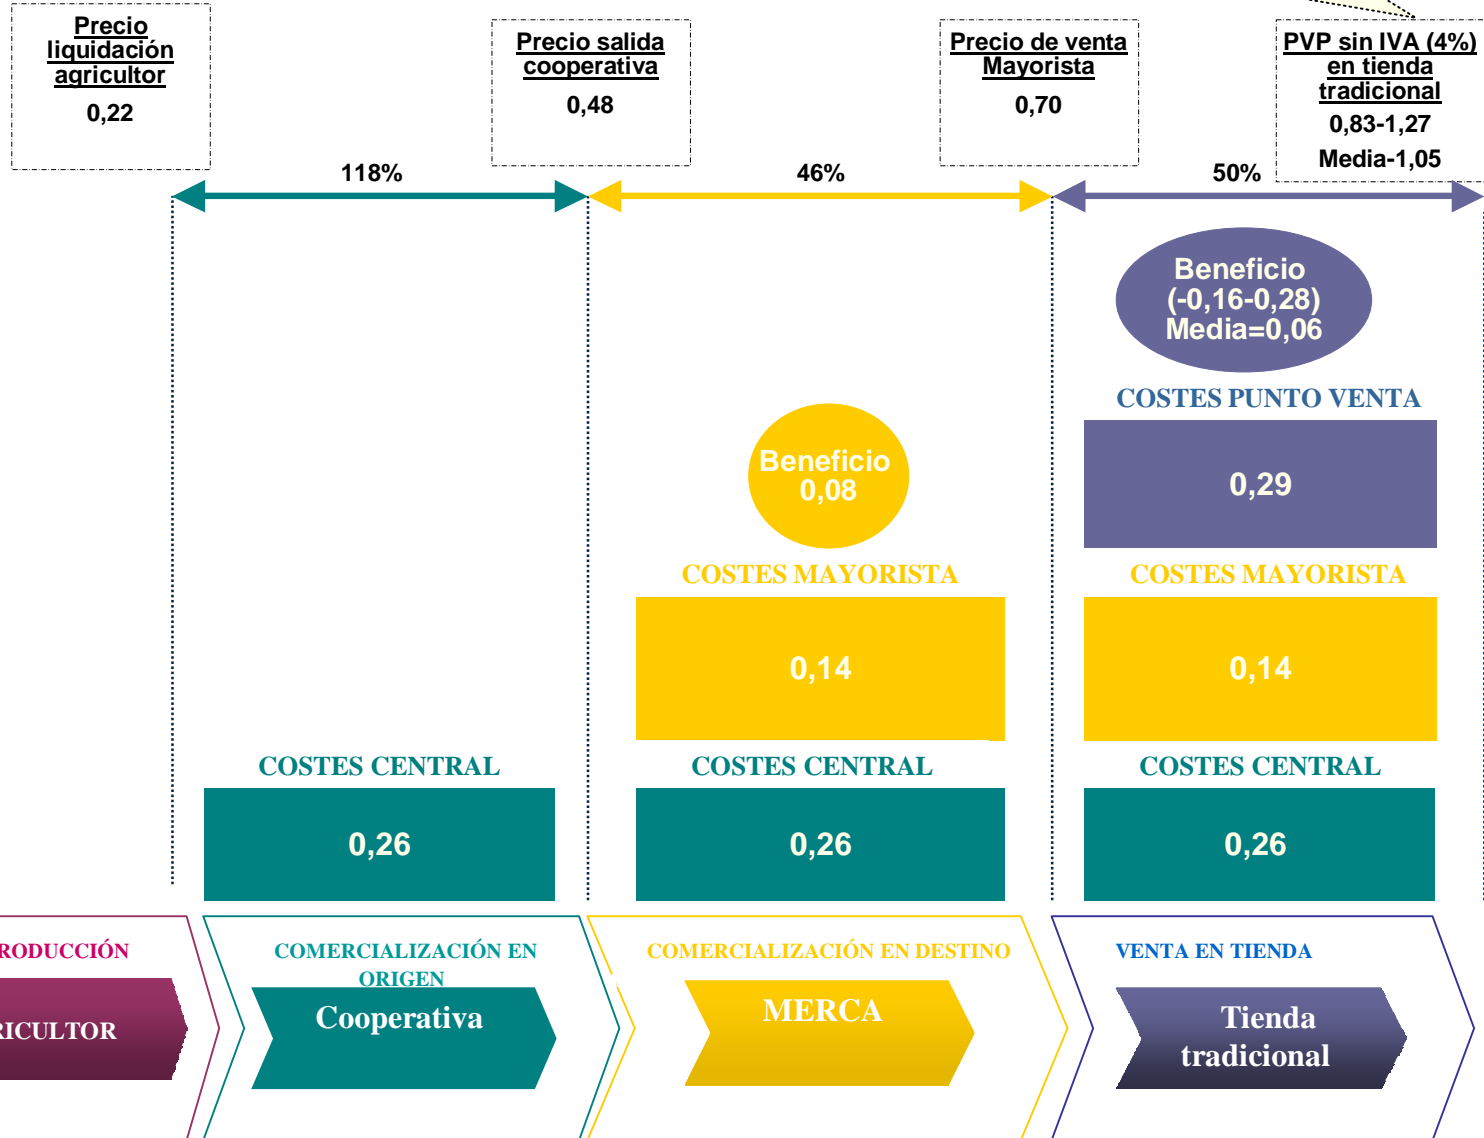 Precio
liquidación
agricultor
0,22
Precio salida
cooperativa
0,48
Precio de venta
Mayorista
0,70
PVP sin IVA (4%)
en tienda
tradicional
0,83-1,27
Media-1,05
118%
46%
50%
Beneficio
(-0,16-0,28)
Media=0,06
COSTES PUNTO VENTA
0,29
Beneficio
0,08
COSTES MAYORISTA
0,14
COSTES MAYORISTA
0,14
COSTES CENTRAL
0,26
COSTES CENTRAL
0,26
COSTES CENTRAL
0,26
RODUCCIÓN
RICULTOR
COMERCIALIZACIÓN EN
ORIGEN
Cooperativa
COMERCIALIZACIÓN EN DESTINO
MERCA
VENTA EN TIENDA
Tienda
tradicional